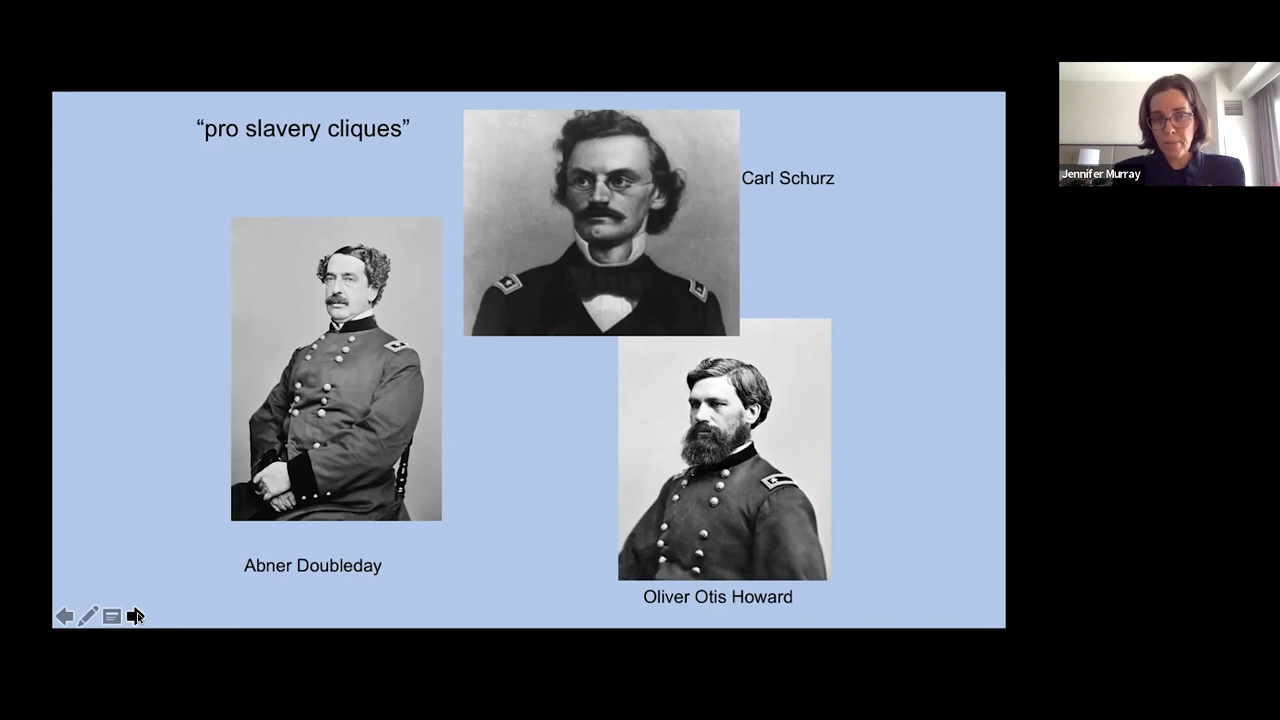 “pro slavery cliques”
Carl Schurz
Jennifer Murray
Abner Doubleday
Oliver Otis Howard